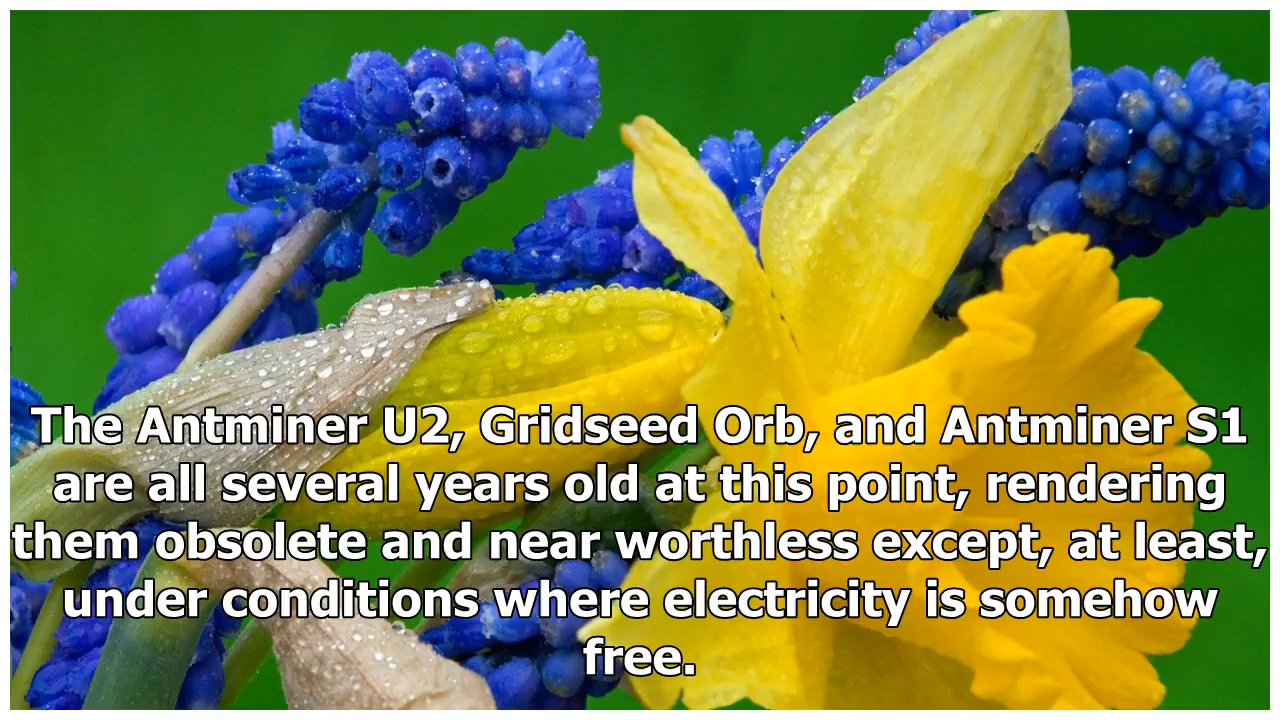 The Antminer U2, Gridseed Orb, and Antminer S1
are all several years old at this point, rendering
them obsolete and near worthless except, at least,
under conditions where electricity is somehow
free.